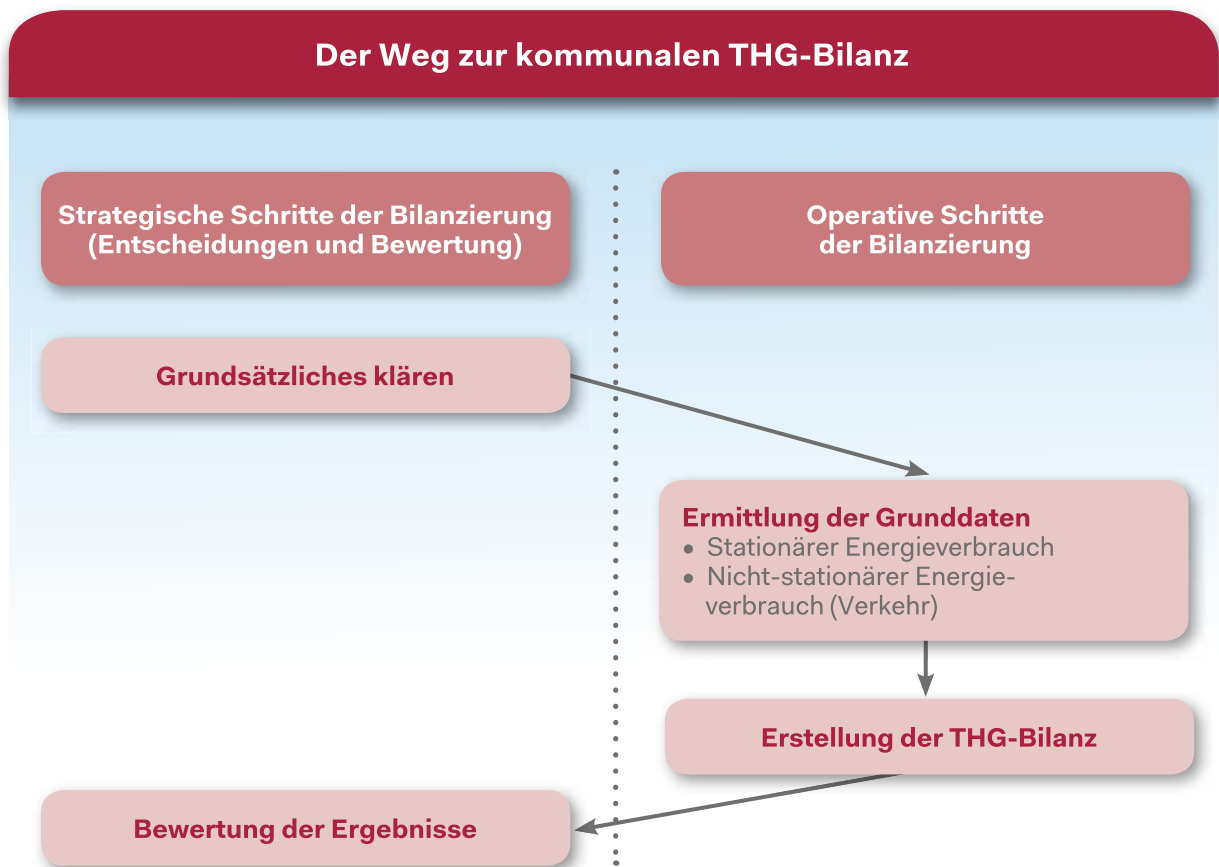 Der Weg zur kommunalen THG-Bilanz
Strategische Schritte der Bilanzierung
(Entscheidungen und Bewertung)
Operative Schritte
der Bilanzierung
Grundsätzliches klären
Ermittlung der Grunddaten
• Stationärer Energieverbrauch
• Nicht-stationärer Energie-
verbrauch (Verkehr)
Erstellung der THG-Bilanz
Bewertung der Ergebnisse